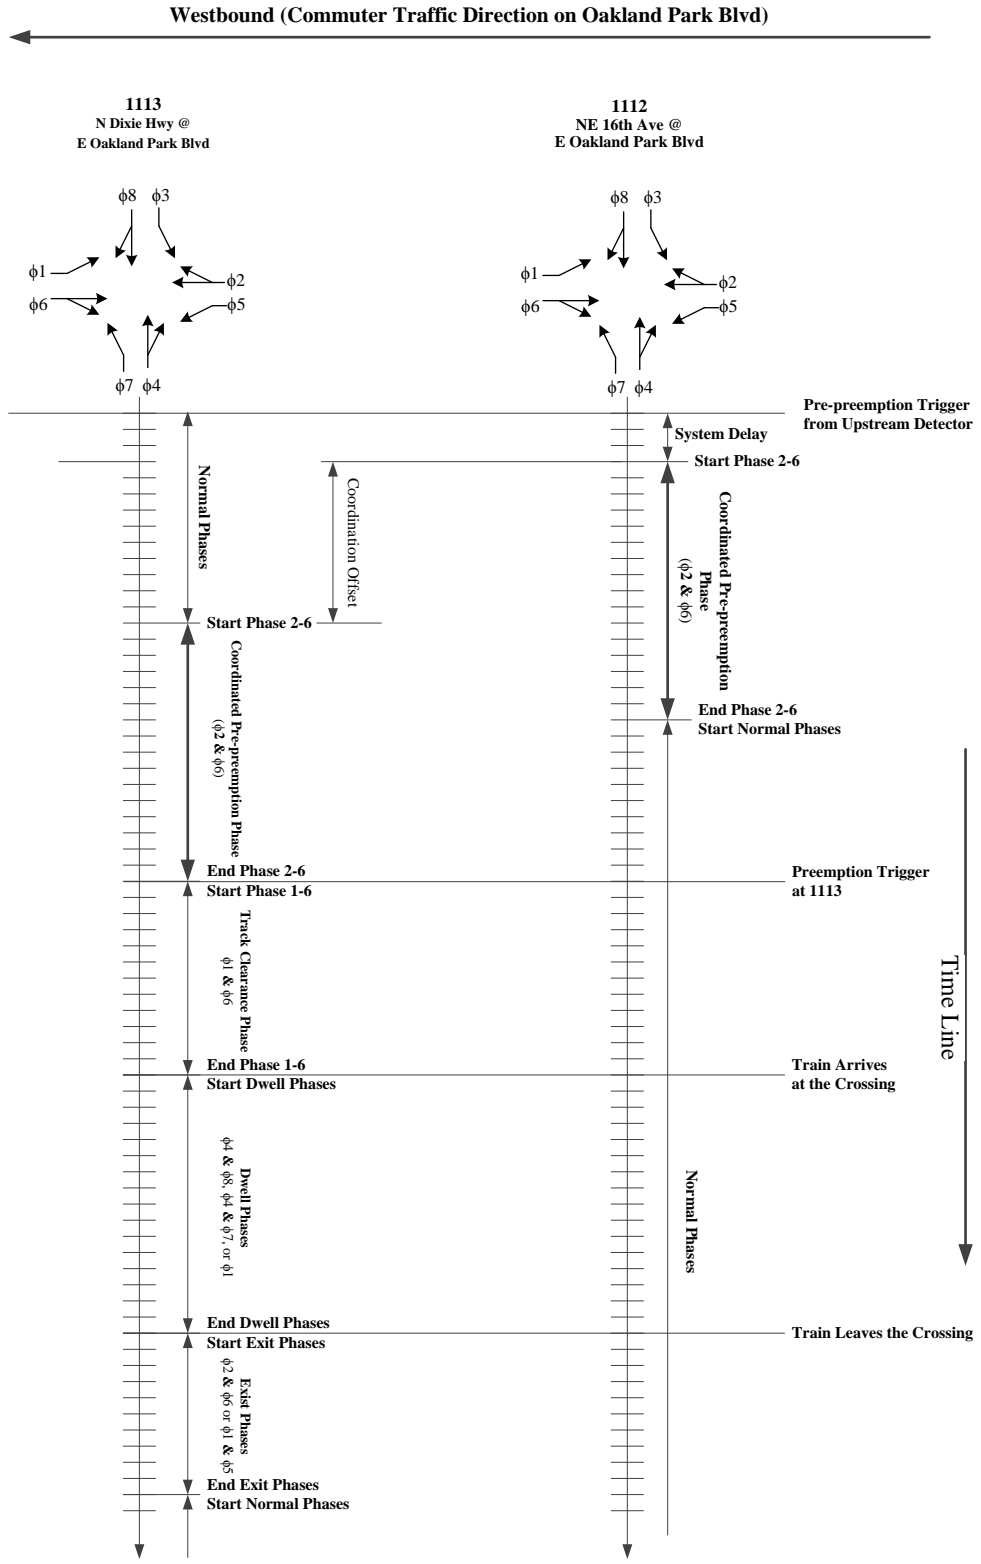 Westbound (Commuter Traffic Direction on Oakland Park Blvd)
1113
N Dixie Hwy @
E Oakland Park Blvd
1112
NE 16th Ave @
E Oakland Park Blvd
ϕ8 ϕ3
ϕ1
ϕ6
ϕ2
ϕ5
ϕ7 ϕ4
ϕ8 ϕ3
ϕ1
ϕ6
ϕ2
ϕ5
ϕ7 ϕ4
Pre-preemption Trigger
from Upstream Detector
System Delay
Start Phase 2-6
Normal Phases
Coordination Offset
Coordinated Pre-preemption
Phase
(ϕ2 & ϕ6)
Start Phase 2-6
Coordinated Pre-preemption Phase
(ϕ2 & ϕ6)
End Phase 2-6
Start Normal Phases
End Phase 2-6
Start Phase 1-6
Preemption Trigger
at 1113
Track Clearance Phase
ϕ1 & ϕ6
Time Line
End Phase 1-6
Start Dwell Phases
Train Arrives
at the Crossing
Dwell Phases
ϕ4 & ϕ8, ϕ4 & ϕ7, or ϕ1
Normal Phases
End Dwell Phases
Start Exit Phases
Train Leaves the Crossing
Exist Phases
ϕ2 & ϕ6 or ϕ1 & ϕ5
End Exit Phases
Start Normal Phases